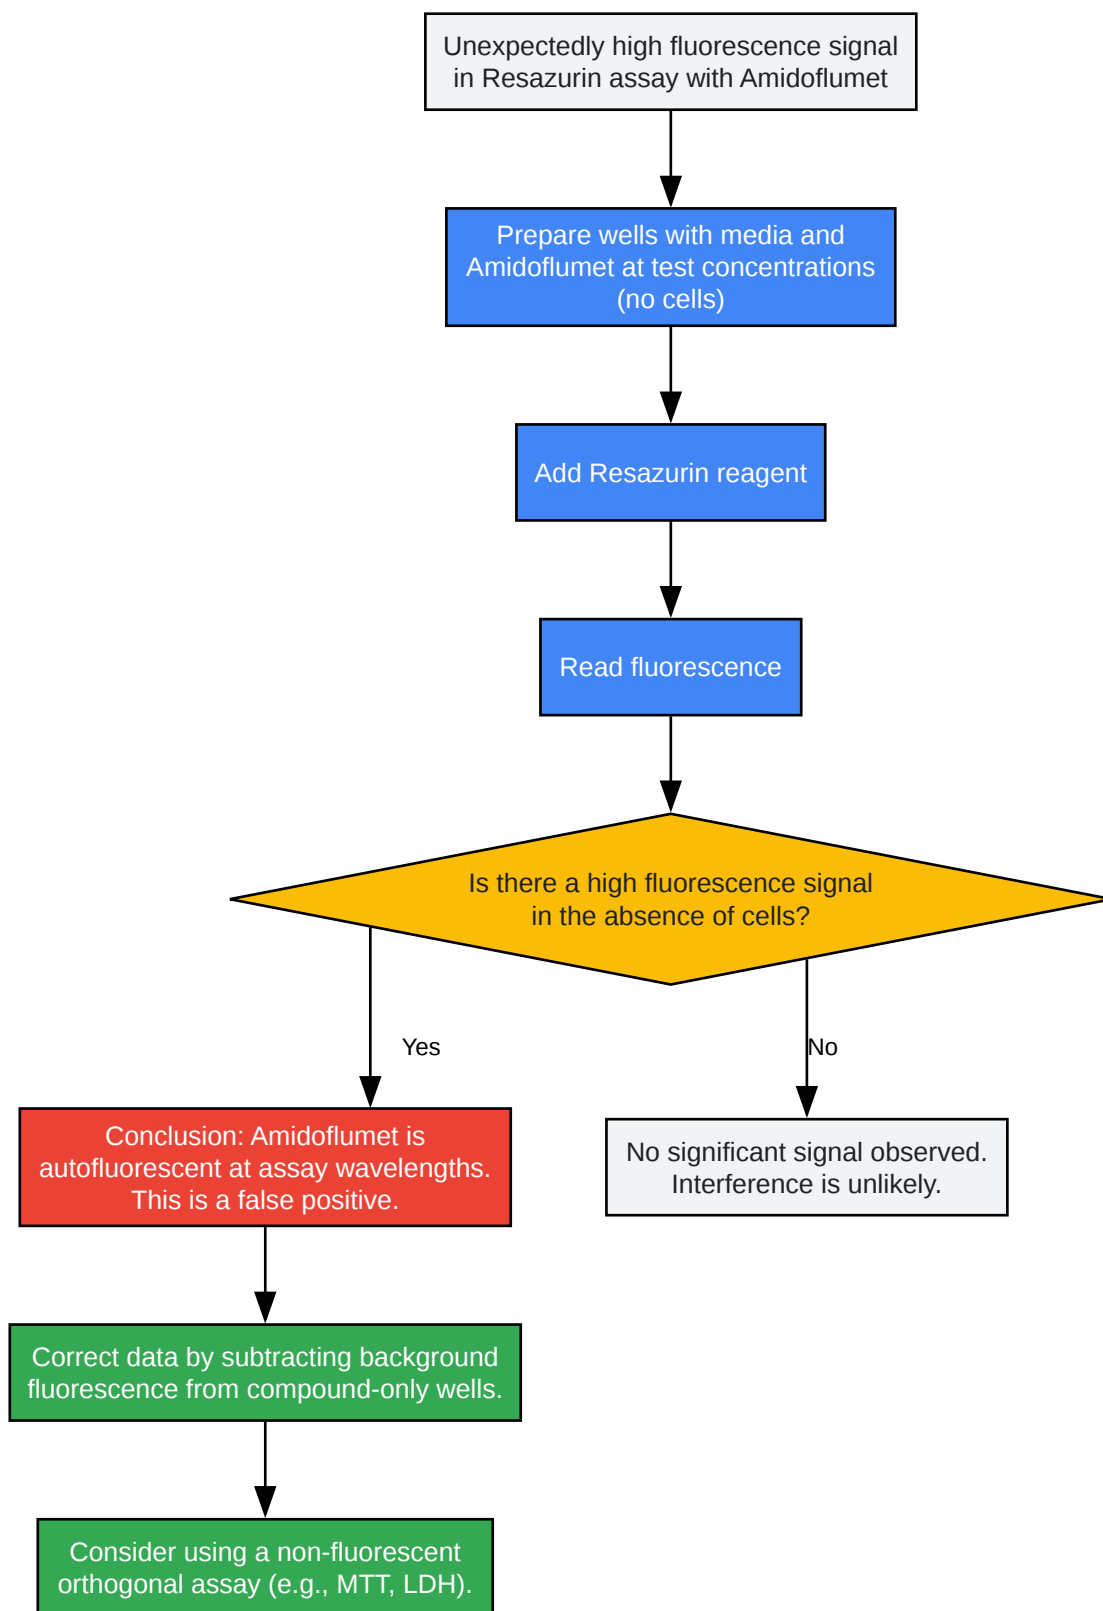 Unexpectedly high fluorescence signal
in Resazurin assay with Amidoflumet
Prepare wells with media and
Amidoflumet at test concentrations
(no cells)
Add Resazurin reagent
Read fluorescence
Is there a high fluorescence signal
in the absence of cells?
Yes
No
Conclusion: Amidoflumet is
autofluorescent at assay wavelengths.
This is a false positive.
No significant signal observed.
Interference is unlikely.
Correct data by subtracting background
fluorescence from compound-only wells.
Consider using a non-fluorescent
orthogonal assay (e.g., MTT, LDH).